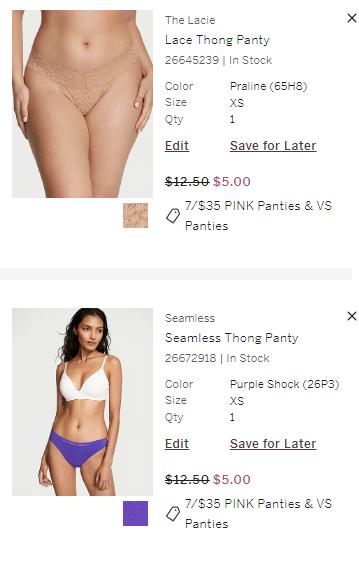 The Lacie
Lace Thong Panty
26645239 | In Stock
Color Praline (65H8)
Size XS
Qty 1
Edit Save for Later
$12.50 $5.00
7/$35 PINK Panties & VS
Panties
Seamless
Seamless Thong Panty
26672918 | In Stock
Color Purple Shock (26P3)
Size XS
Qty 1
Edit Save for Later
$12.50 $5.00
7/$35 PINK Panties & VS
Panties